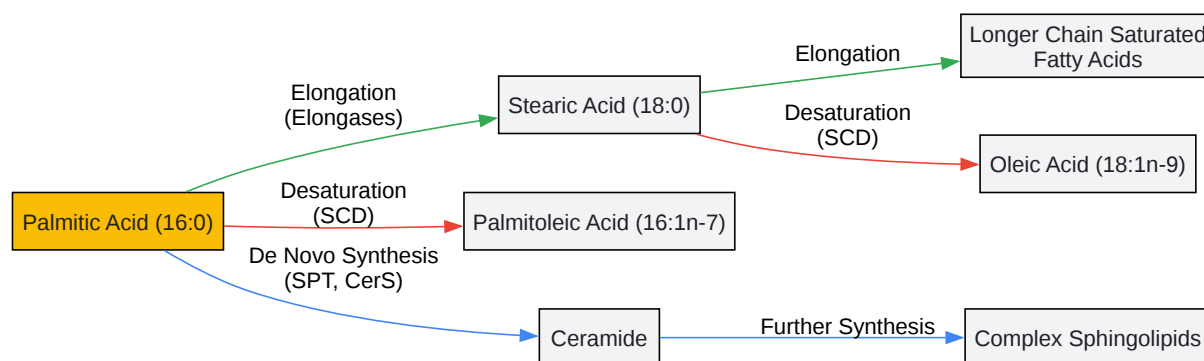 Longer Chain Saturated
Fatty Acids
Elongation
Elongation
(Elongases)
Stearic Acid (18:0)
Desaturation
(SCD)
Oleic Acid (18:1n-9)
Palmitic Acid (16:0)
Desaturation
(SCD)
Palmitoleic Acid (16:1n-7)
De Novo Synthesis
(SPT, CerS)
Ceramide
Further Synthesis
Complex Sphingolipids